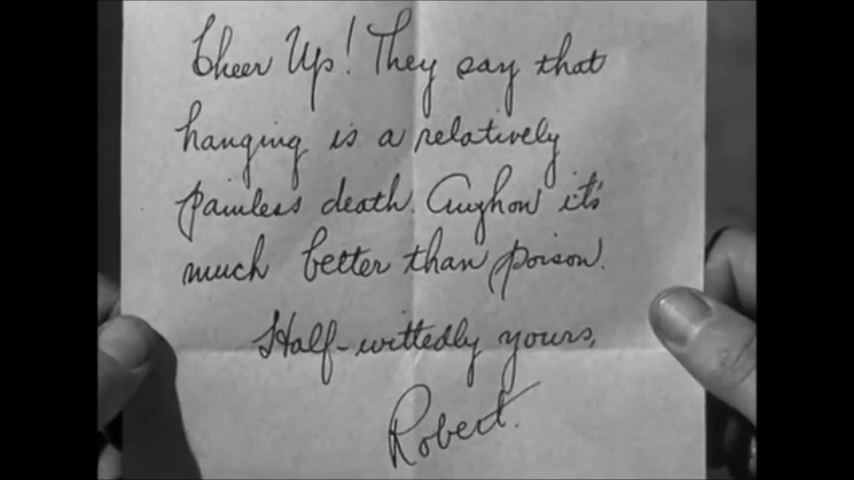 Cheer Up! They say that
hanging is a relatively
painless death. Anyhow it's
much better than poison.
Half-wittedly yours,
Robert.